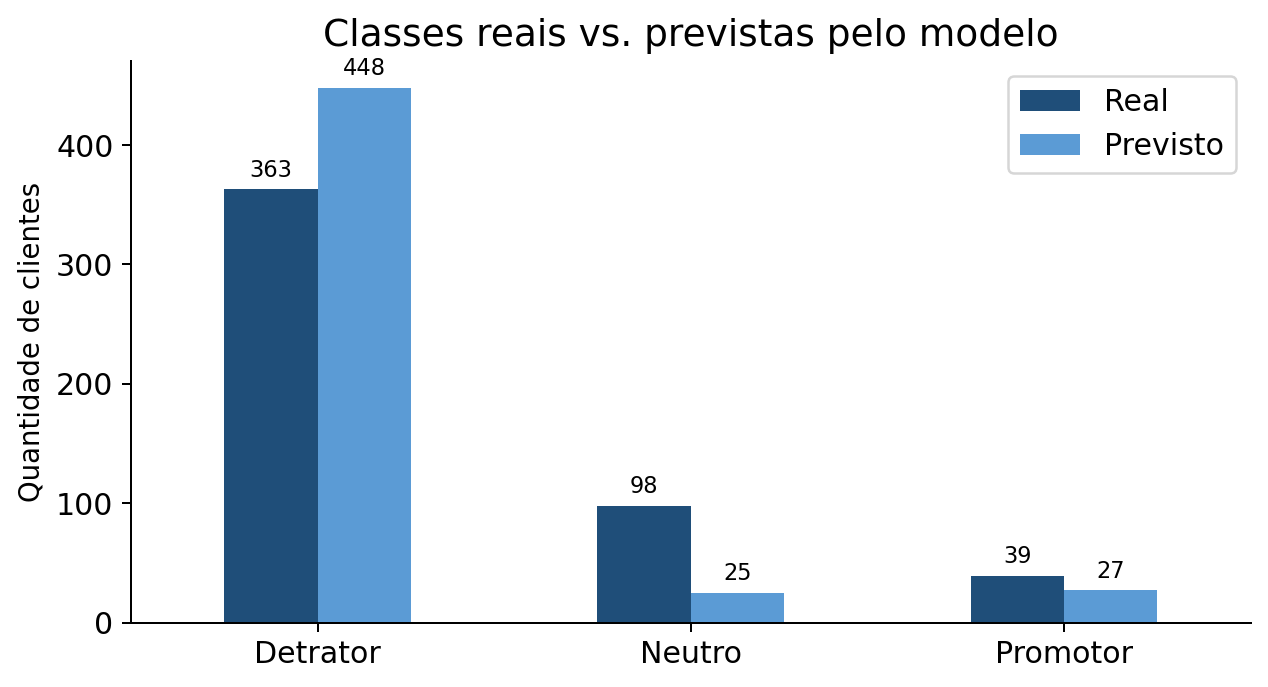 Classes reais vs. previstas pelo modelo
Real
Previsto
Quantidade de clientes
400
300
200
100
0
363
448
98
25
39
27
Detrator
Neutro
Promotor